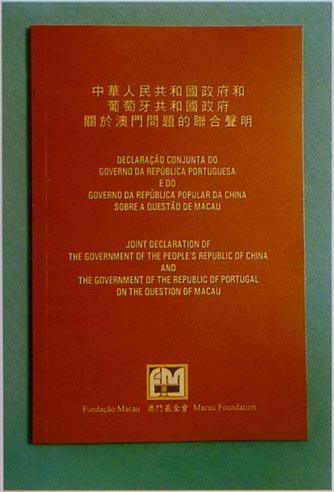 中華人民共和國政府和
葡萄牙共和國政府
關於澳門問題的聯合聲明
DECLARAÇÃO CONJUNTA DO
GOVERNO DA REPÚBLICA PORTUGUESA
E DO
GOVERNO DA REPÚBLICA POPULAR DA CHINA
SOBRE A QUESTÃO DE MACAU
JOINT DECLARATION OF
THE GOVERNMENT OF THE PEOPLE'S REPUBLIC OF CHINA
AND
THE GOVERNMENT OF THE REPUBLIC OF PORTUGAL
ON THE QUESTION OF MACAU
FM
Fundação Macau 澳門基金會 Macau Foundation